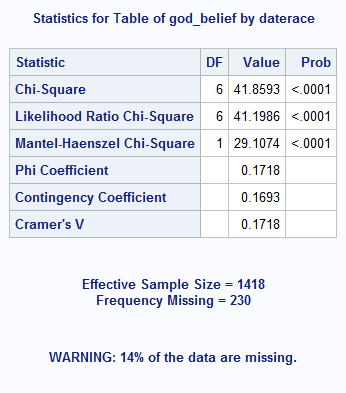 Statistics for Table of god_belief by daterace
Statistic DF Value Prob
Chi-Square 6 41.8593 <.0001
Likelihood Ratio Chi-Square 6 41.1986 <.0001
Mantel-Haenszel Chi-Square 1 29.1074 <.0001
Phi Coefficient 0.1718
Contingency Coefficient 0.1693
Cramer's V 0.1718
Effective Sample Size = 1418
Frequency Missing = 230
WARNING: 14% of the data are missing.